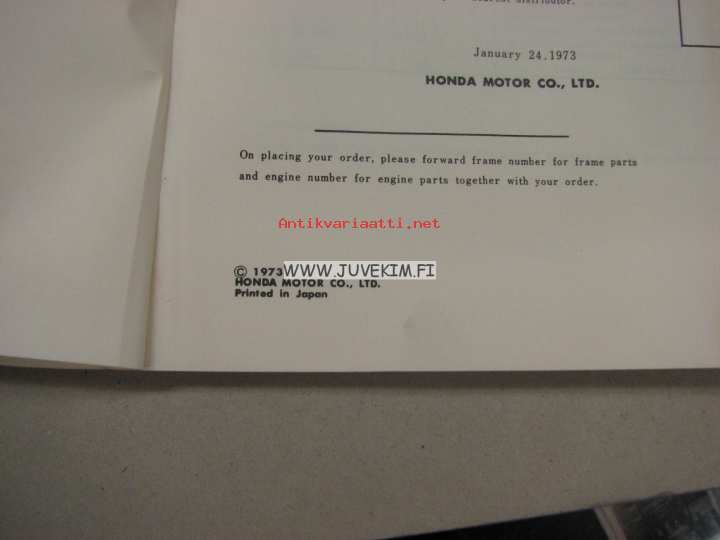 distributor.
January 24.1973
HONDA MOTOR CO., LTD.
On placing your order, please forward frame number for frame parts
and engine number for engine parts together with your order.
Antikvariaatti.net
© 1973
WWW.JUVEKIM.FI
HONDA MOTOR CO., LTD.
Printed in Japan